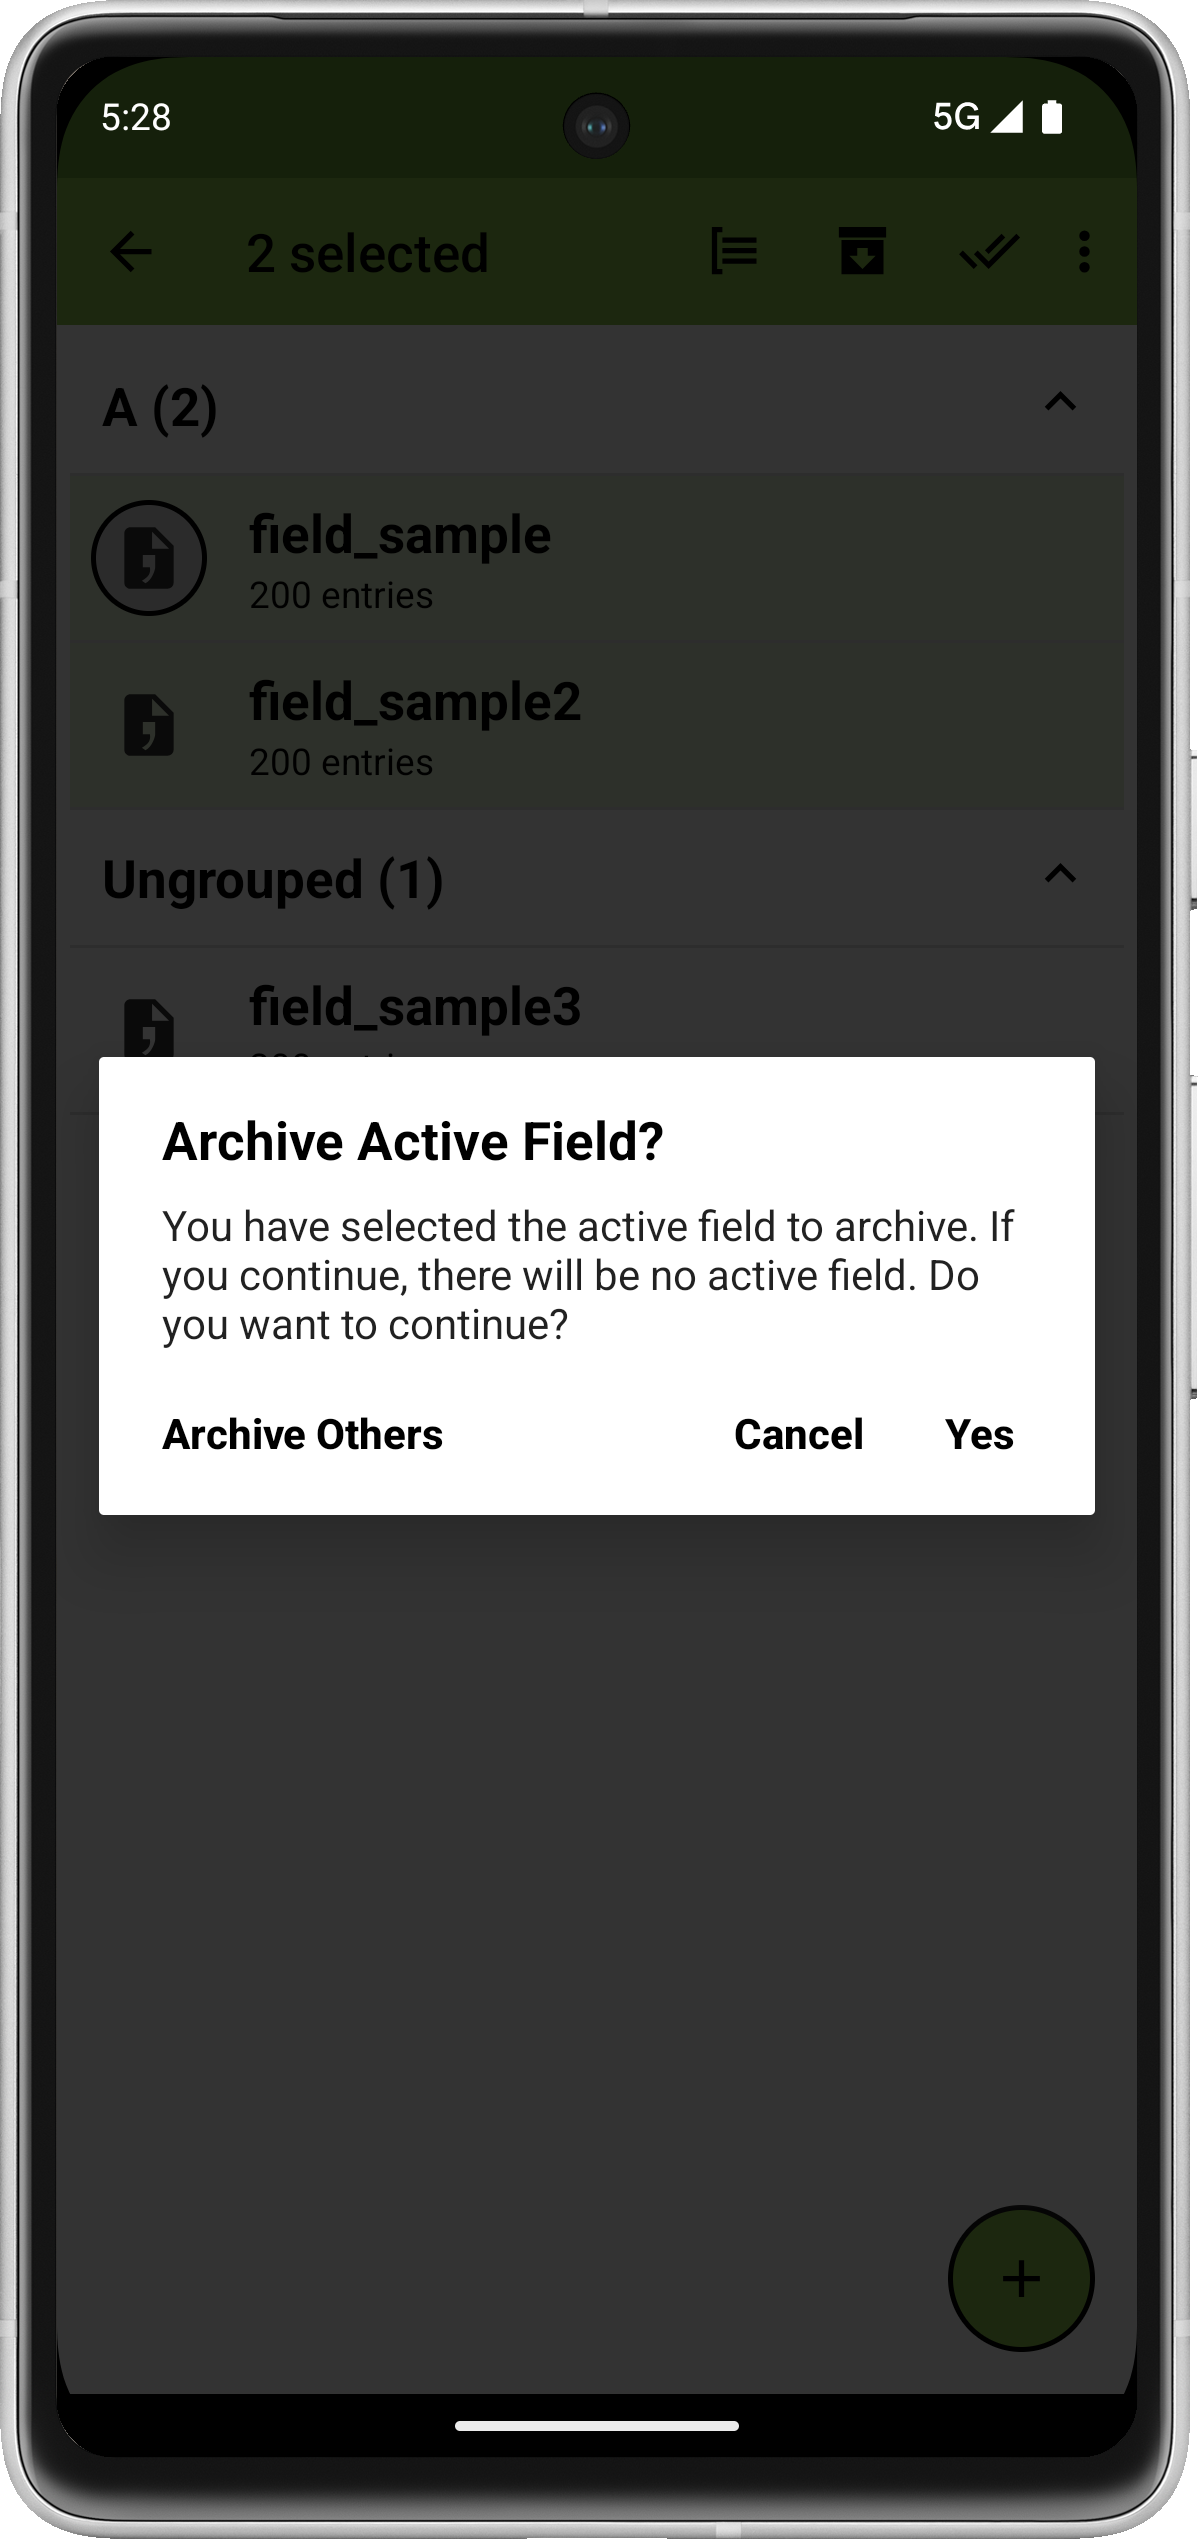 5:28 5G
2 selected
A (2)
field_sample
200 entries
field_sample2
200 entries
Ungrouped (1)
field_sample3
Archive Active Field?
You have selected the active field to archive. If
you continue, there will be no active field. Do
you want to continue?
Archive Others Cancel Yes